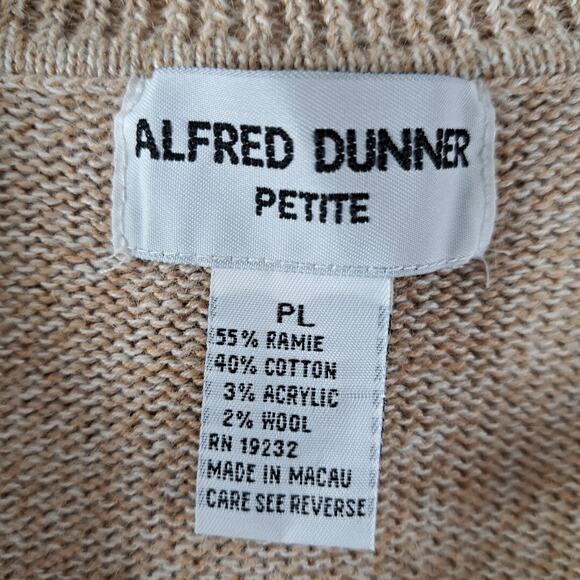 ALFRED DUNNER
PETITE
PL
55% RAMIE
40% COTTON
3% ACRYLIC
2% WOOL
RN 19232
MADE IN MACAU
CARE SEE REVERSE